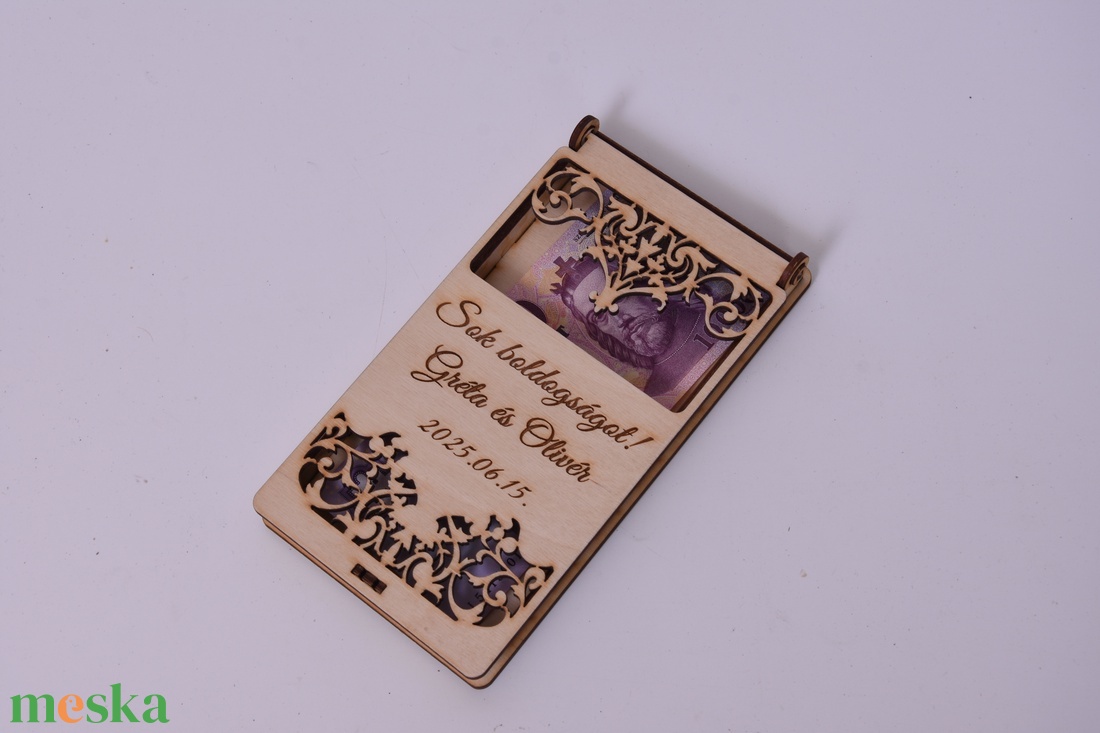 Sok boldogságot!
Gréta és Olivér
2025.06.15.
meska